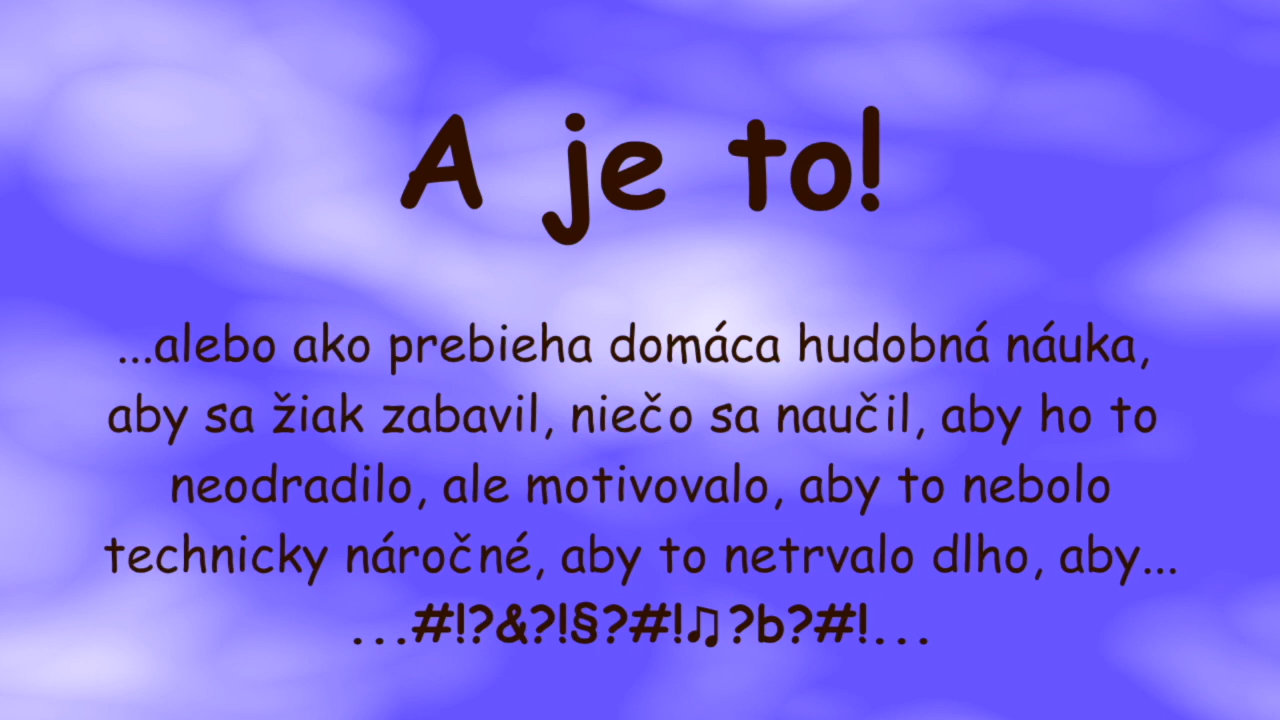 A je to!
...alebo ako prebieha domáca hudobná náuka,
aby sa žiak zabavil, niečo sa naučil, aby ho to
neodradilo, ale motivovalo, aby to nebolo
technicky náročné, aby to netrvalo dlho, aby...
...#!?&?!§?#!♫?b?#!...